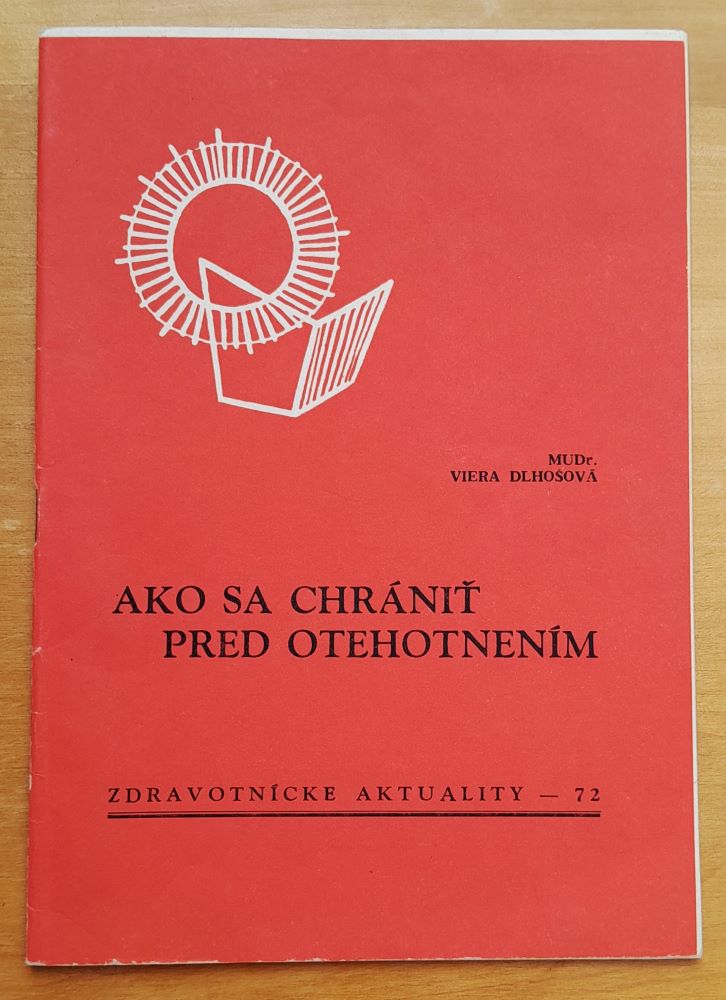 MUDr.
VIERA DLHOŠOVÁ
AKO SA CHRÁNIŤ
PRED OTEHOTNENÍM
ZDRAVOTNÍCKE AKTUALITY — 72